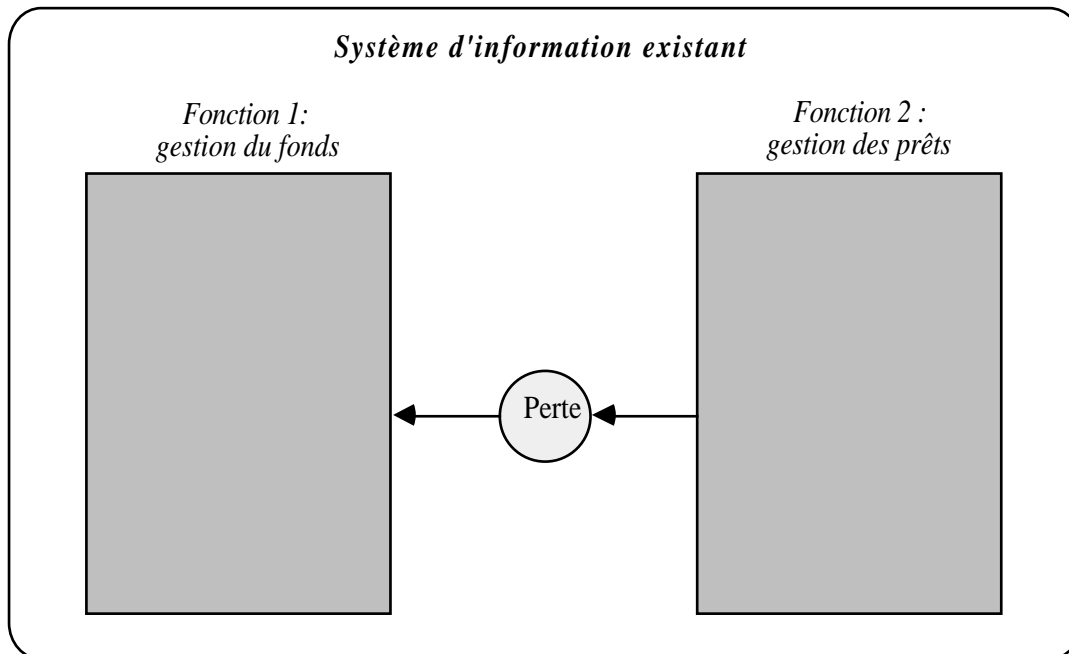 Système d'information existant
Fonction 1:
gestion du fonds
Fonction 2 :
gestion des prêts
Perte